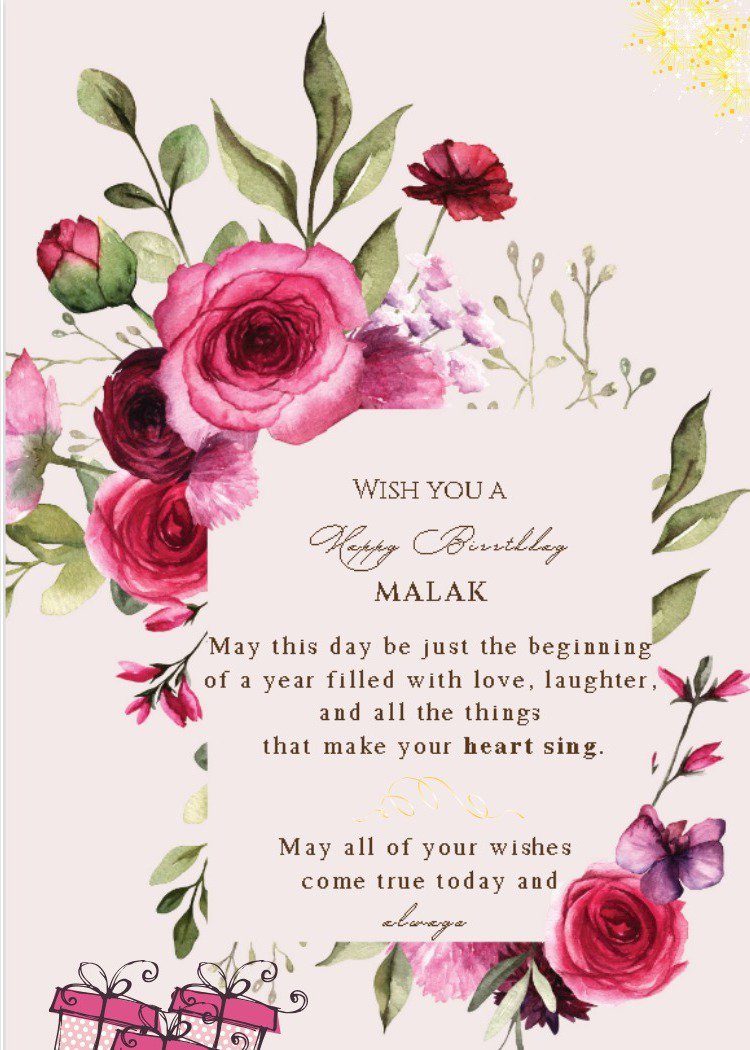 WISH YOU A
Happy Birrthday
MALAK
May this day be just the beginning
of a year filled with love, laughter,
and all the things
that make your heart sing.
May all of your wishes
come true today and
always